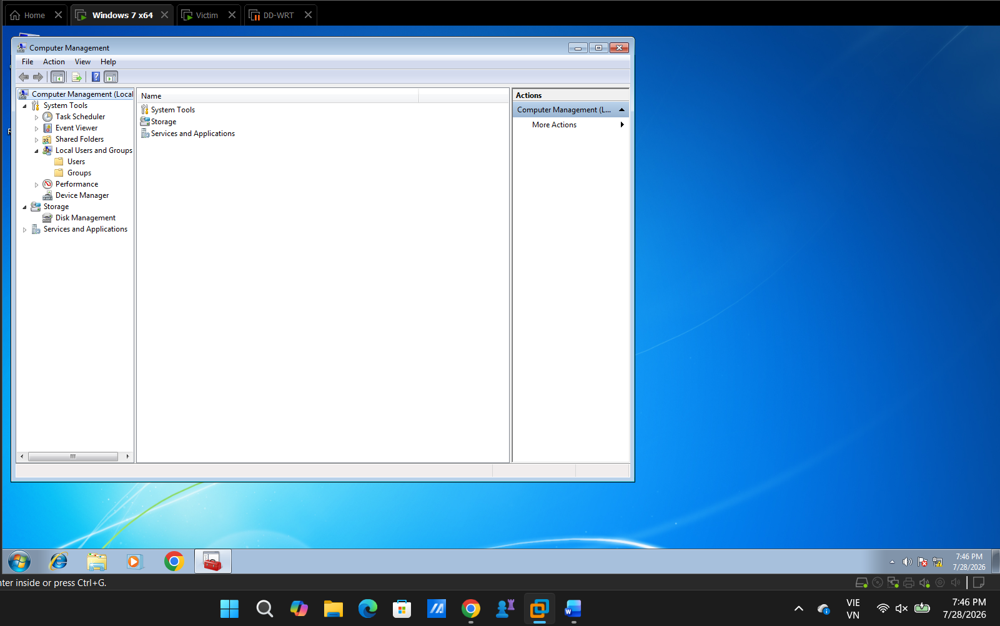 Home
Windows 7 x64
Victim
DD-WRT
Computer Management
File Action View Help
Computer Management (Local
System Tools
Task Scheduler
Event Viewer
Shared Folders
Local Users and Groups
Users
Groups
Performance
Device Manager
Storage
Disk Management
Services and Applications
Name
System Tools
Storage
Services and Applications
Actions
Computer Management (L...
More Actions
7:46 PM
7/28/2026
nter inside or press Ctrl+G.
VIE
VN
7:46 PM
7/28/2026